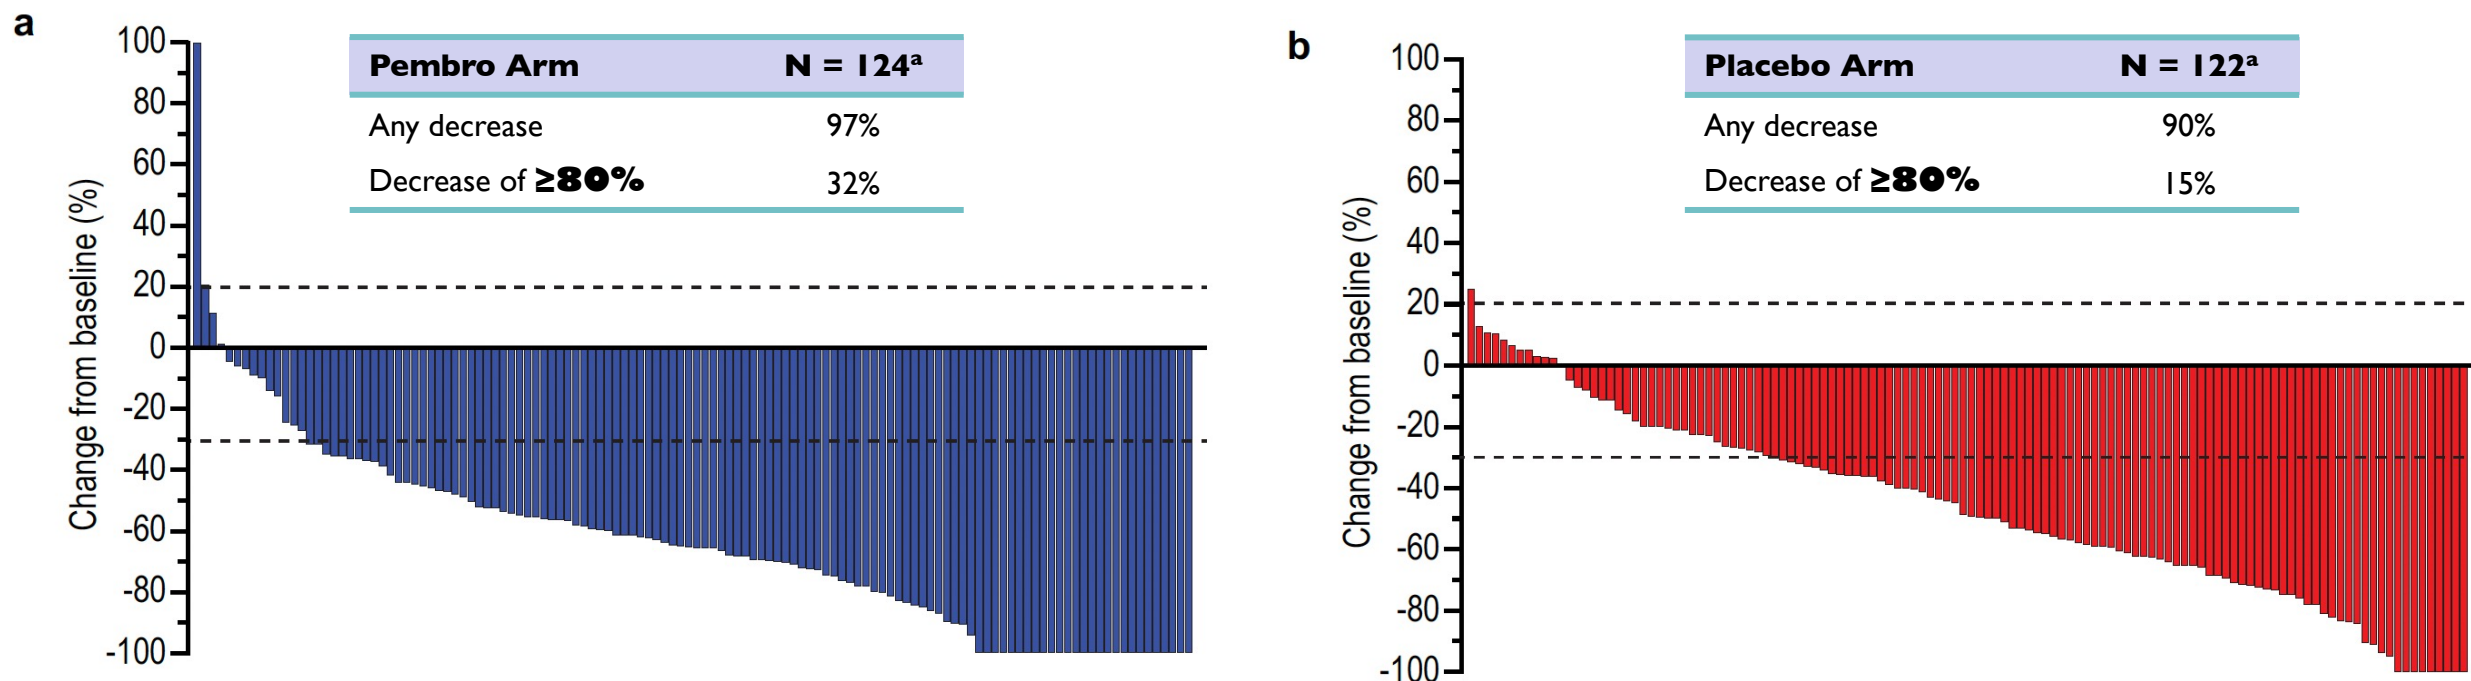 a
Pembro Arm N = 124ª
Any decrease 97%
Decrease of ≥80% 32%
Change from baseline (%)
100
80
60
40
20
0
-20
-40
-60
-80
-100
b
Placebo Arm N = 122ª
Any decrease 90%
Decrease of ≥80% 15%
Change from baseline (%)
100
80
60
40
20
0
-20
-40
-60
-80
-100